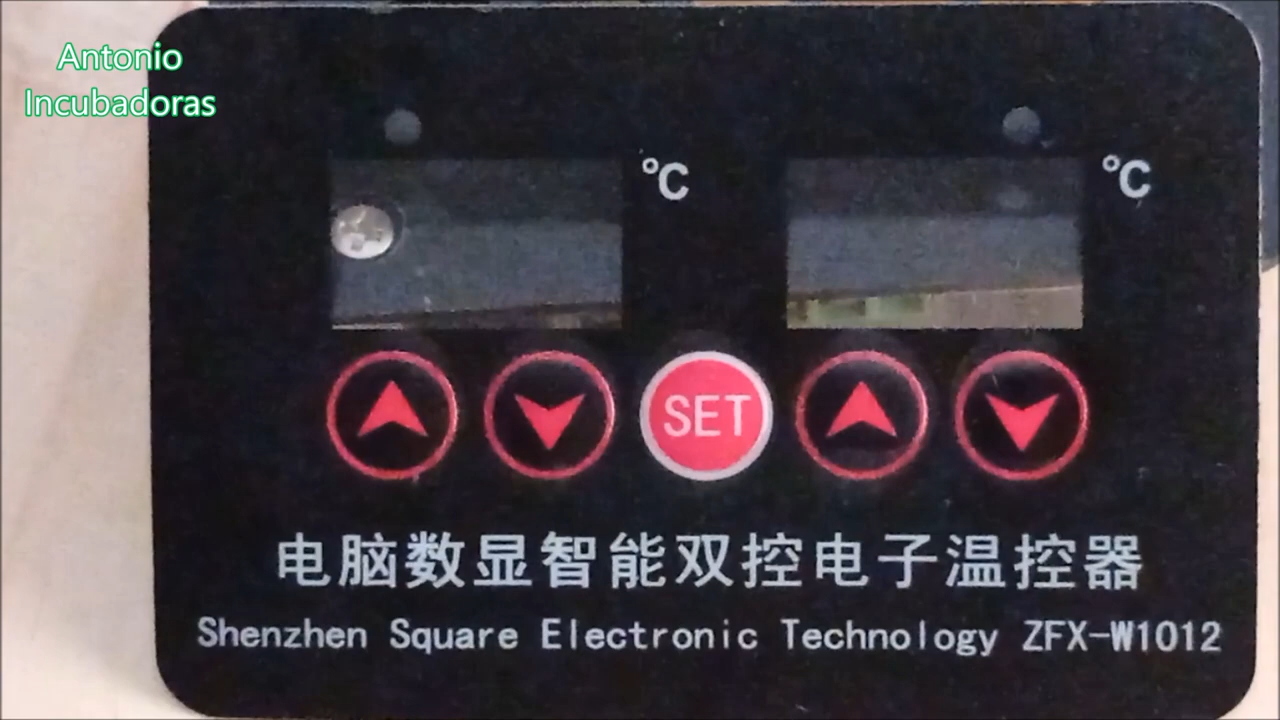 Antonio
Incubadoras
℃
℃
SET
电脑数显智能双控电子温控器
Shenzhen Square Electronic Technology ZFX-W1012